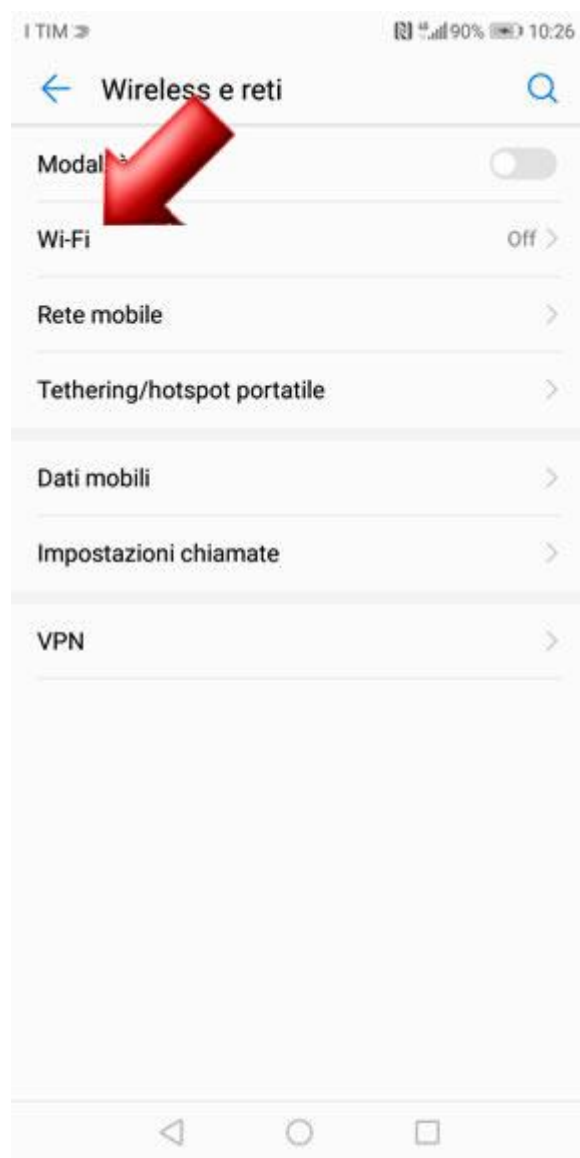 I TIM
90% 10:26
Wireless e reti
Wi-Fi
Off
Rete mobile
Tethering/hotspot portatile
Dati mobili
Impostazioni chiamate
VPN